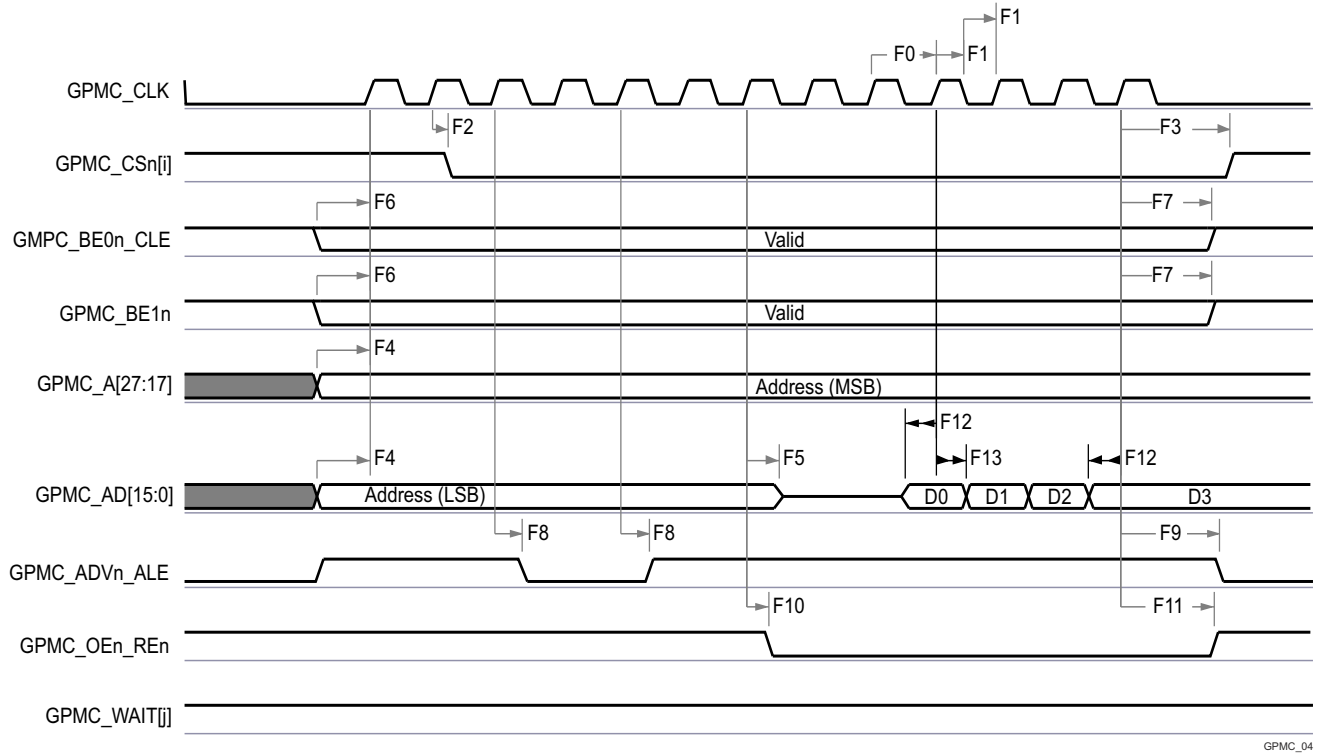 F1
F0 F1
GPMC_CLK
F2 F3
GPMC_CSn[i]
F6 F7
GMPC_BE0n_CLE Valid
F6 F7
GPMC_BE1n Valid
F4
GPMC_A[27:17] Address (MSB)
F12
F4 F5 F13 F12
GPMC_AD[15:0] Address (LSB) D0 D1 D2 D3
F8 F8 F9
GPMC_ADVn_ALE
F10 F11
GPMC_OEn_REn
GPMC_WAIT[j]
GPMC_04